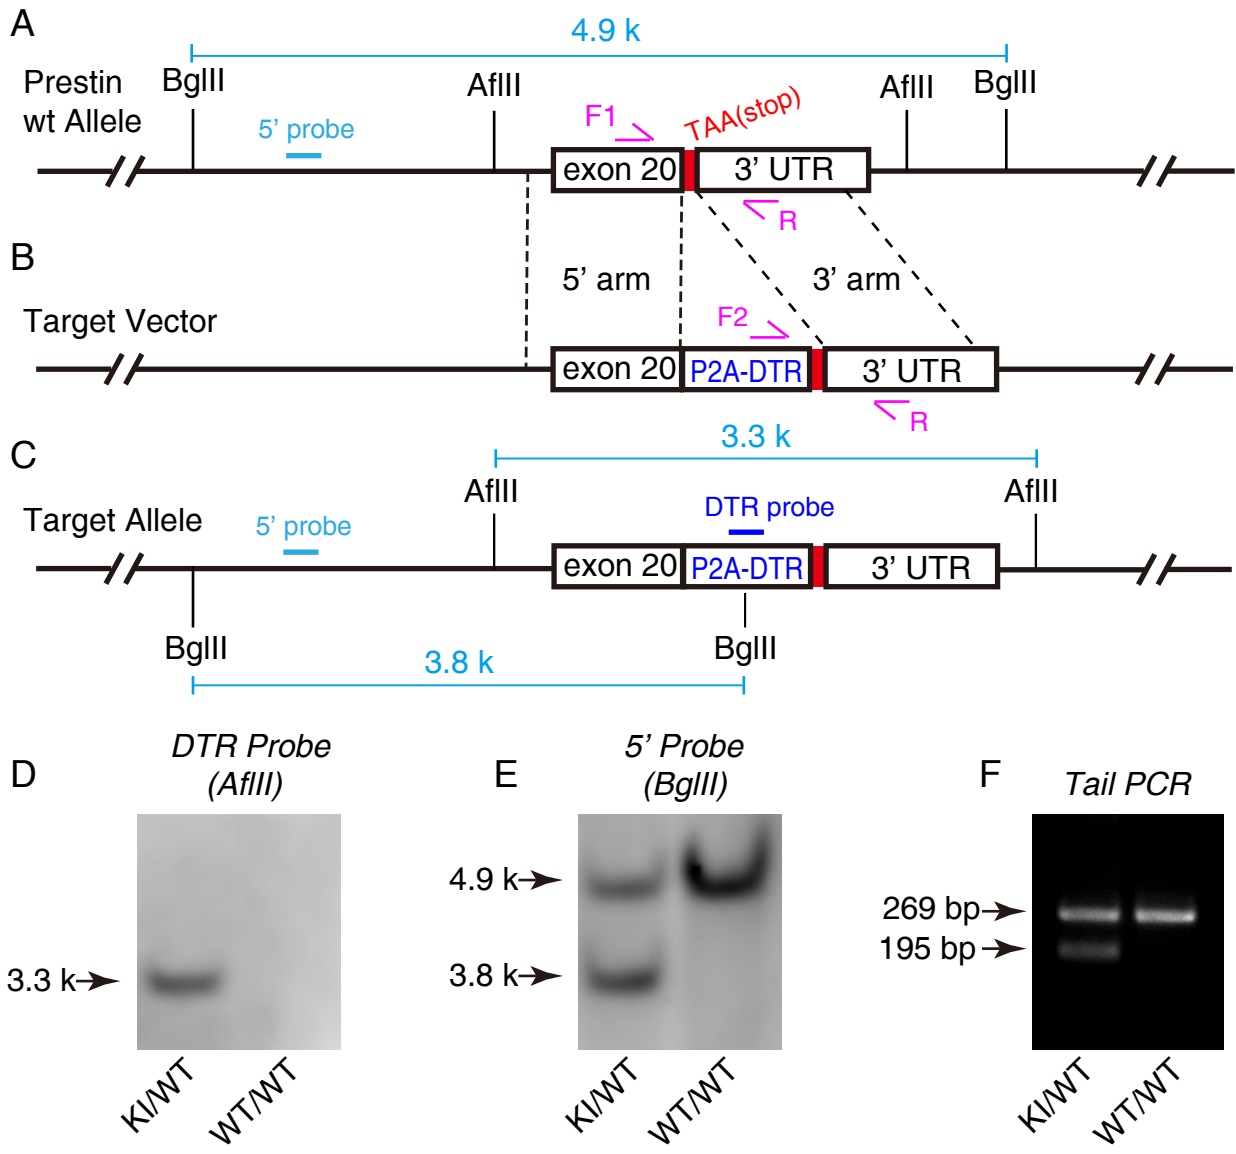 A
4.9 k
Prestin
wt Allele
BglII
AflII
AflII
BglII
5’ probe
F1
TAA(stop)
exon 20
3’ UTR
R
B
5’ arm
3’ arm
Target Vector
F2
exon 20
P2A-DTR
3’ UTR
R
C
3.3 k
AflII
AflII
Target Allele
5’ probe
DTR probe
exon 20
P2A-DTR
3’ UTR
BglII
BglII
3.8 k
D
DTR Probe
(AflII)
3.3 k
KI/WT
WT/WT
E
5’ Probe
(BglII)
4.9 k
3.8 k
KI/WT
WT/WT
F
Tail PCR
269 bp
195 bp
KI/WT
WT/WT